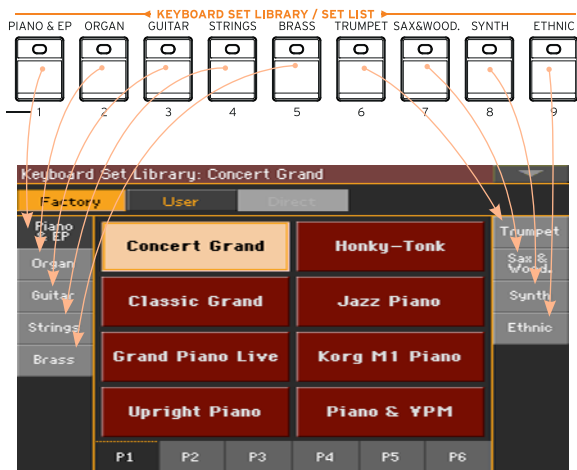 KEYBOARD SET LIBRARY / SET LIST
PIANO & EP ORGAN GUITAR STRINGS BRASS TRUMPET SAX&WOOD. SYNTH ETHNIC
1 2 3 4 5 6 7 8 9
Keyboard Set Library: Concert Grand
Factory User Direct
Piano & EP
Organ
Guitar
Strings
Brass
Concert Grand Honky-Tonk
Classic Grand Jazz Piano
Grand Piano Live Korg M1 Piano
Upright Piano Piano & YPM
Trumpet
Sax & Wood.
Synth
Ethnic
P1 P2 P3 P4 P5 P6